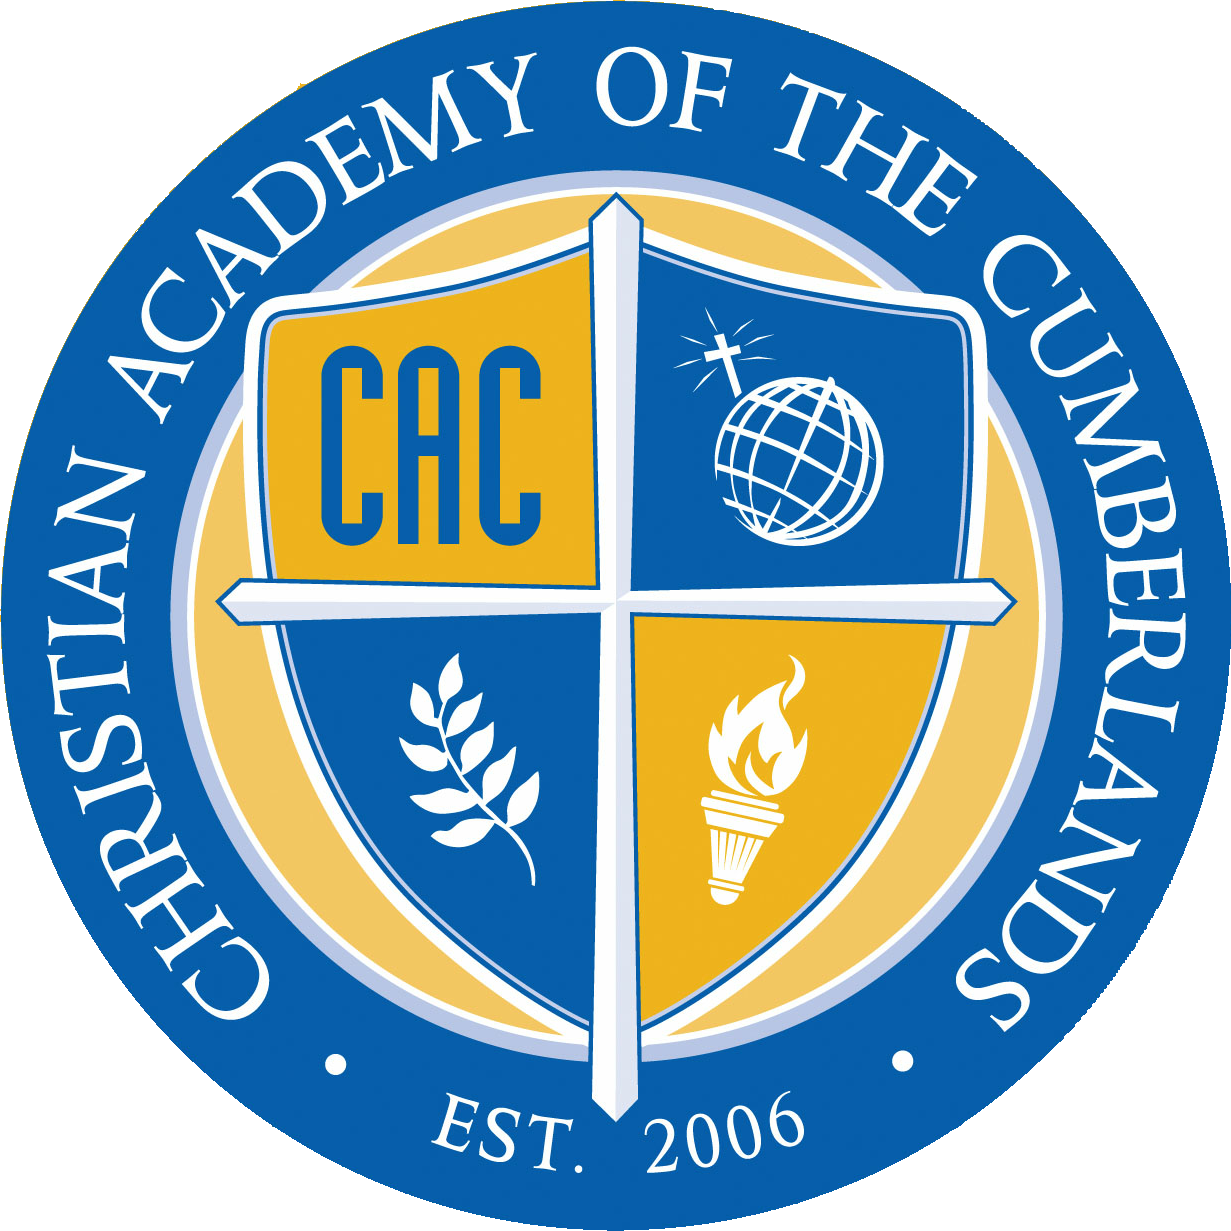 CHRISTIAN ACADEMY OF THE CUMBERLANDS
CAC
EST. 2006